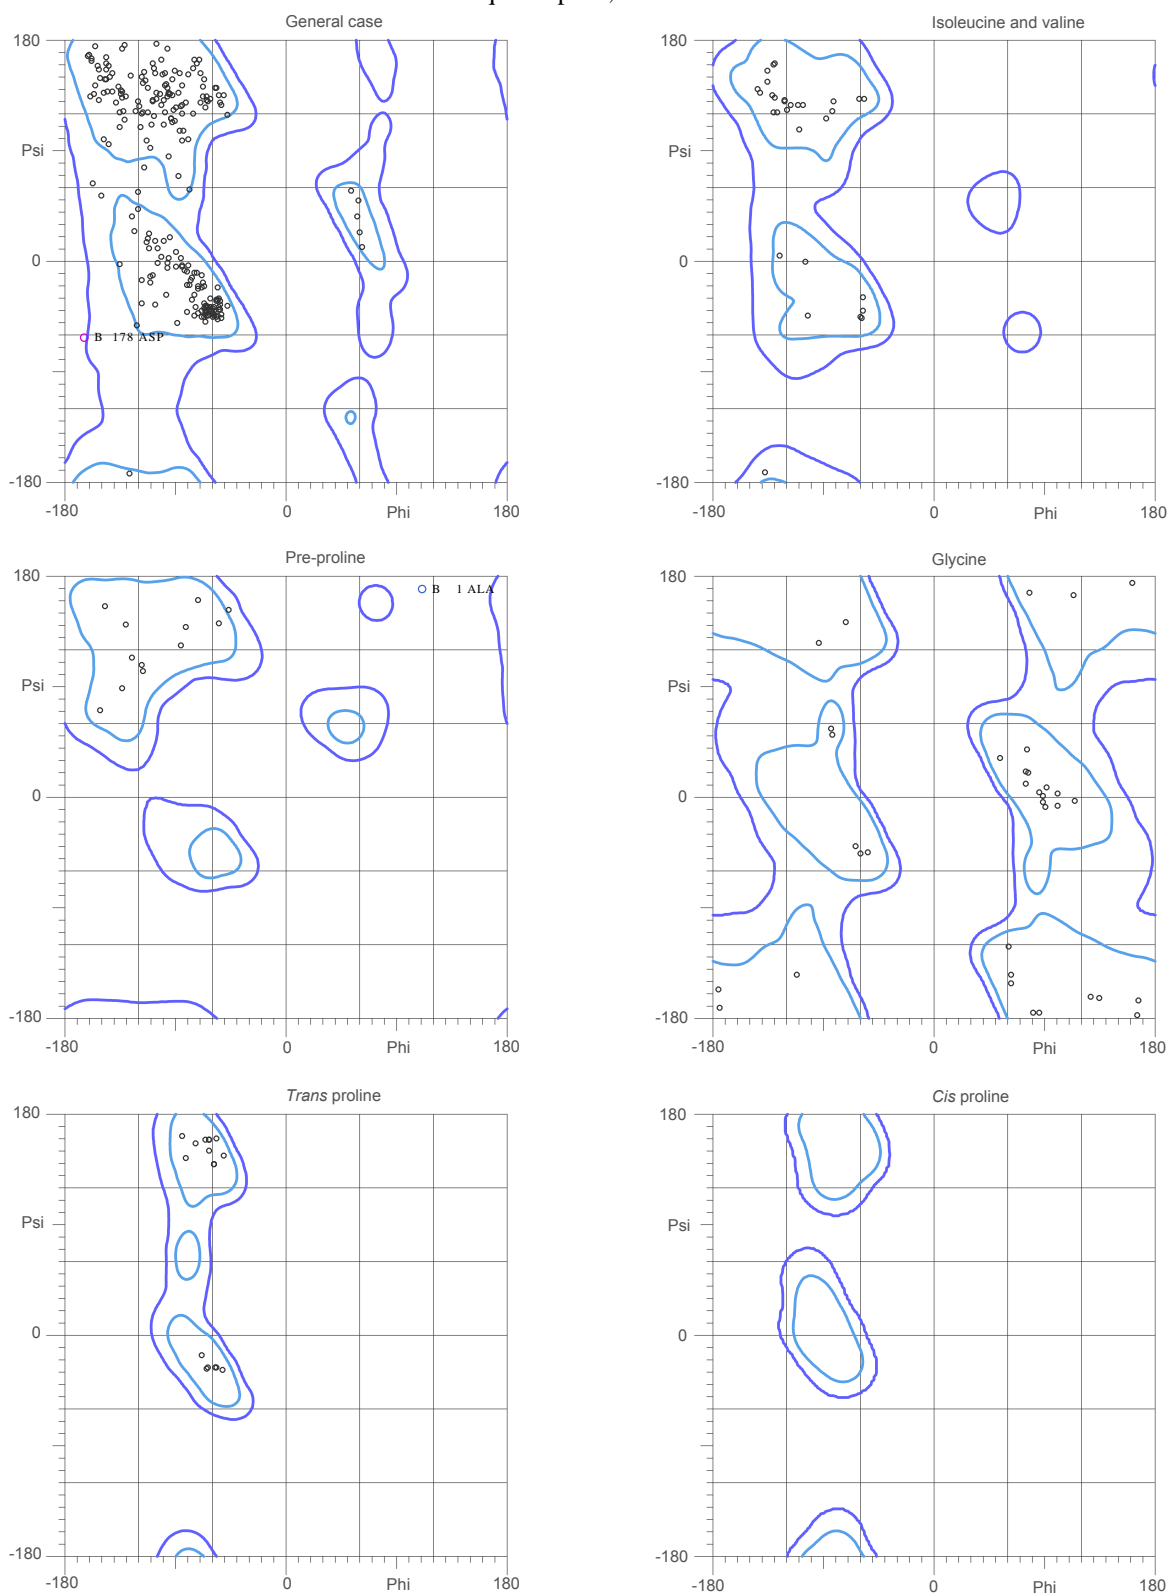 General case
180
Psi
0
-180
-180
0
Phi
180
B 178 ASP
Isoleucine and valine
180
Psi
0
-180
-180
0
Phi
180
Pre-proline
180
Psi
0
-180
-180
0
Phi
180
B 1 ALA
Glycine
180
Psi
0
-180
-180
0
Phi
180
Trans proline
180
Psi
0
-180
-180
0
Phi
180
Cis proline
180
Psi
0
-180
-180
0
Phi
180